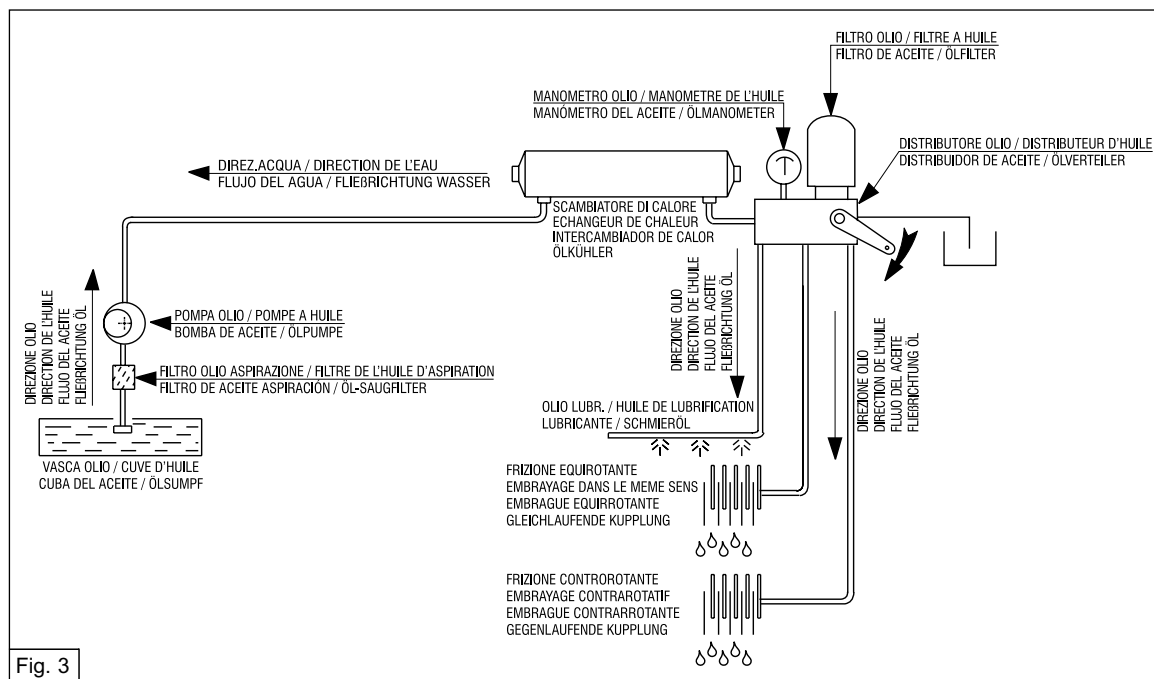 FILTRO OLIO / FILTRE A HUILE
FILTRO DE ACEITE / ÖLFILTER
MANOMETRO OLIO / MANOMETRE DE L'HUILE
MANÓMETRO DEL ACEITE / ÖLMANOMETER
DISTRIBUTORE OLIO / DISTRIBUTEUR D'HUILE
DISTRIBUIDOR DE ACEITE / ÖLVERTEILER
DIREZ.ACQUA / DIRECTION DE L'EAU
FLUJO DEL AGUA / FLIEßRICHTUNG WASSER
SCAMBIATORE DI CALORE
ECHANGEUR DE CHALEUR
INTERCAMBIADOR DE CALOR
ÖLKÜHLER
DIREZIONE OLIO
DIRECTION DE L'HUILE
FLUJO DEL ACEITE
FLIEßRICHTUNG ÖL
POMPA OLIO / POMPE A HUILE
BOMBA DE ACEITE / ÖLPUMPE
FILTRO OLIO ASPIRAZIONE / FILTRE DE L'HUILE D'ASPIRATION
FILTRO DE ACEITE ASPIRACIÓN / ÖL-SAUGFILTER
VASCA OLIO / CUVE D'HUILE
CUBA DEL ACEITE / ÖLSUMPF
DIREZIONE OLIO
DIRECTION DE L'HUILE
FLUJO DEL ACEITE
FLIEßRICHTUNG ÖL
DIREZIONE OLIO
DIRECTION DE L'HUILE
FLUJO DEL ACEITE
FLIEßRICHTUNG ÖL
OLIO LUBR. / HUILE DE LUBRIFICATION
LUBRICANTE / SCHMIERÖL
FRIZIONE EQUIROTANTE
EMBRAYAGE DANS LE MEME SENS
EMBRAGUE EQUIRROTANTE
GLEICHLAUFENDE KUPPLUNG
FRIZIONE CONTROROTANTE
EMBRAYAGE CONTRAROTATIF
EMBRAGUE CONTRARROTANTE
GEGENLAUFENDE KUPPLUNG
Fig. 3